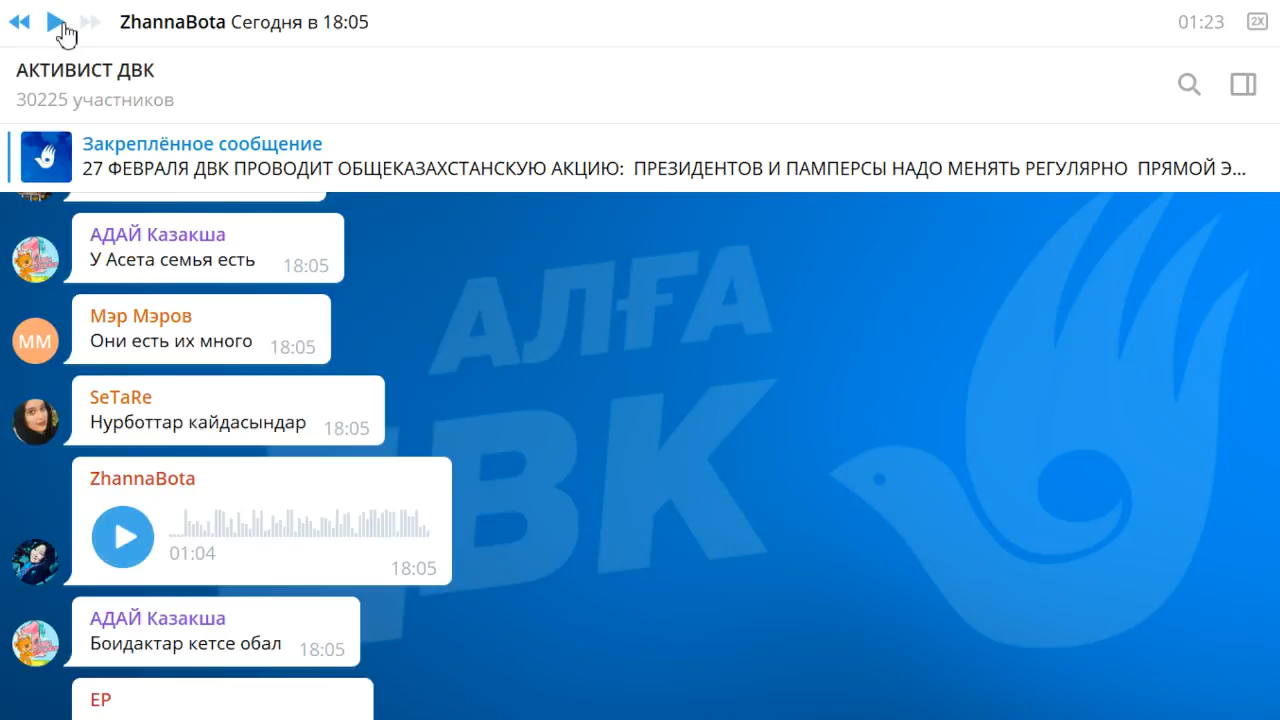 ZhannaBota Сегодня в 18:05
01:23
2X
АКТИВИСТ ДВК
30225 участников
Закреплённое сообщение
27 ФЕВРАЛЯ ДВК ПРОВОДИТ ОБЩЕКАЗАХСТАНСКУЮ АКЦИЮ: ПРЕЗИДЕНТОВ И ПАМПЕРСЫ НАДО МЕНЯТЬ РЕГУЛЯРНО ПРЯМОЙ Э...
АЛҒА
ДВК
АДАЙ Казакша
У Асета семья есть 18:05
Мэр Мэров
ММ
Они есть их много 18:05
SeTaRe
Нурботтар кайдасындар 18:05
ZhannaBota
01:04
18:05
АДАЙ Казакша
Боидактар кетсе обал 18:05
ЕР